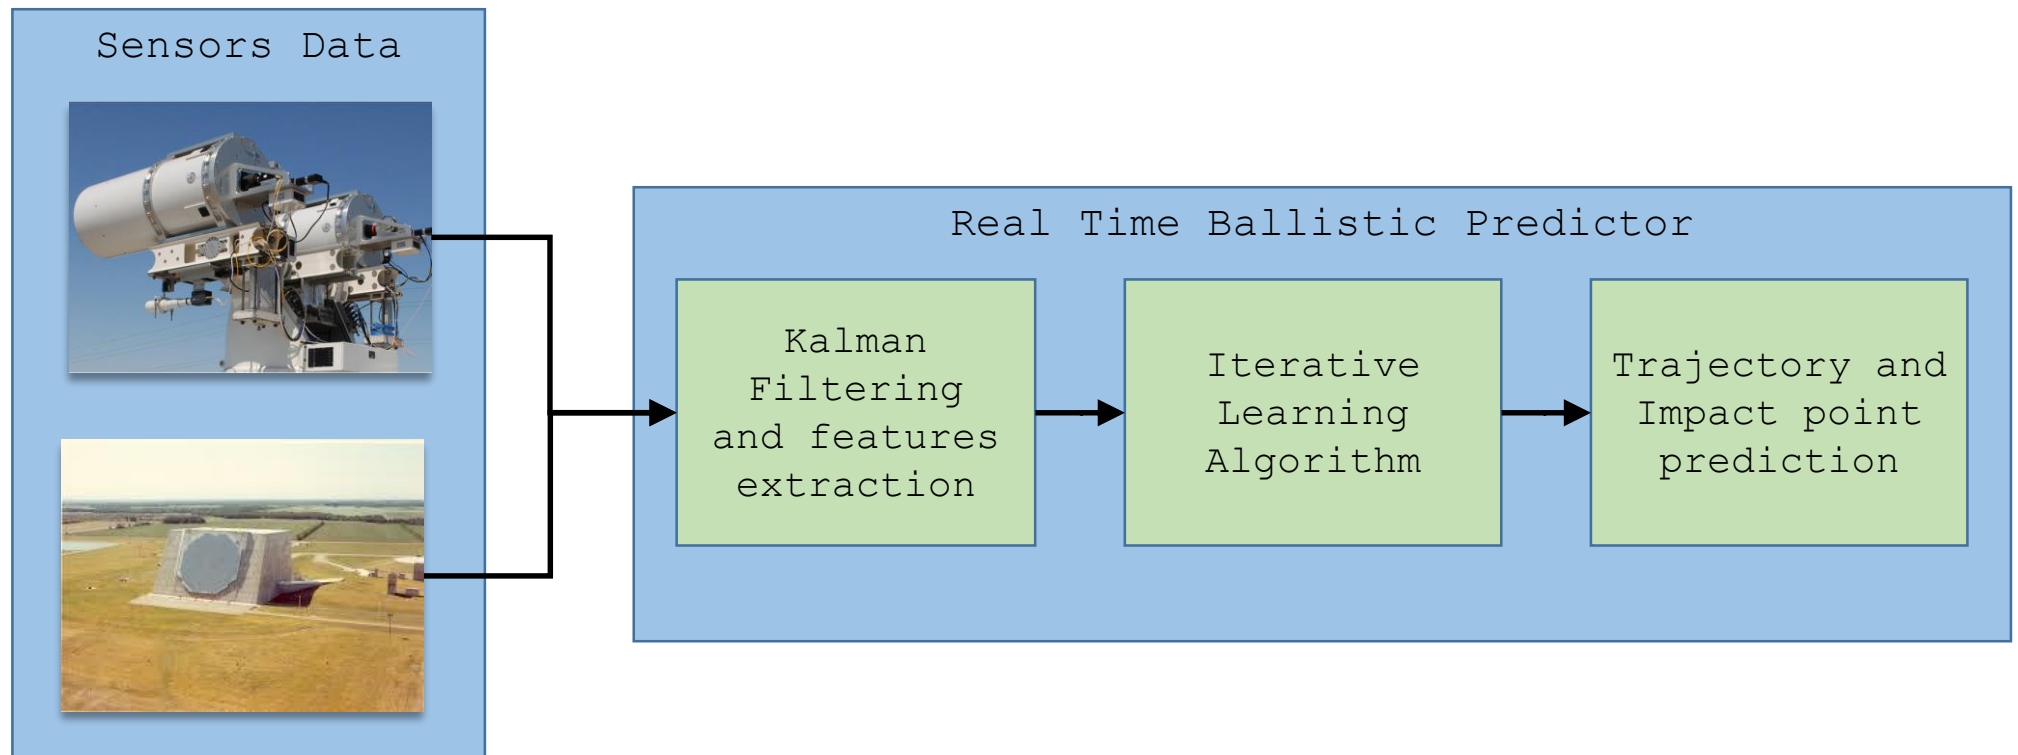 Sensors Data
Real Time Ballistic Predictor
Kalman
Filtering
and features
extraction
Iterative
Learning
Algorithm
Trajectory and
Impact point
prediction